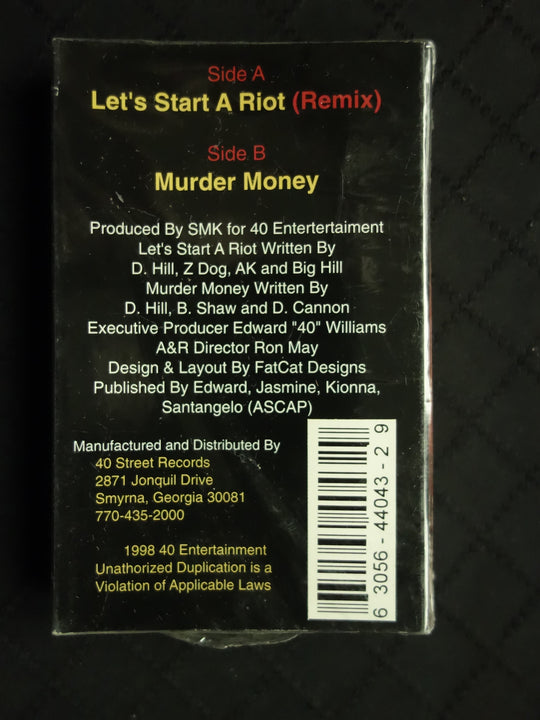 Side A
Let's Start A Riot (Remix)
Side B
Murder Money
Produced By SMK for 40 Entertertaiment
Let's Start A Riot Written By
D. Hill, Z Dog, AK and Big Hill
Murder Money Written By
D. Hill, B. Shaw and D. Cannon
Executive Producer Edward "40" Williams
A&R Director Ron May
Design & Layout By FatCat Designs
Published By Edward, Jasmine, Kionna,
Santangelo (ASCAP)
Manufactured and Distributed By
40 Street Records
2871 Jonquil Drive
Smyrna, Georgia 30081
770-435-2000
1998 40 Entertainment
Unathorized Duplication is a
Violation of Applicable Laws
6 3056-44043-2 9